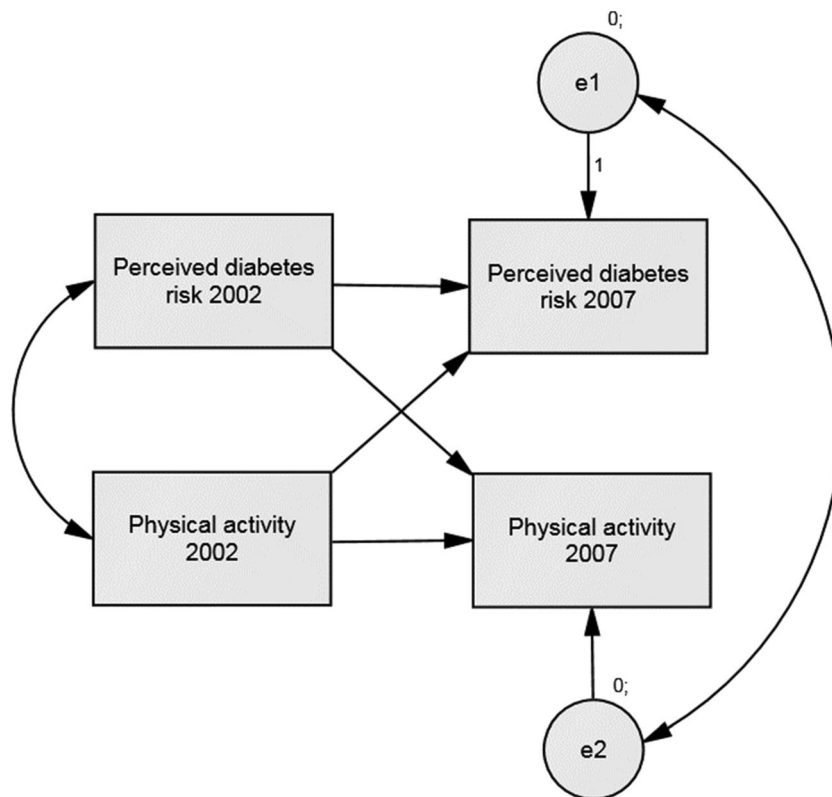 0;
e1
1
Perceived diabetes
risk 2002
Perceived diabetes
risk 2007
Physical activity
2002
Physical activity
2007
0;
e2